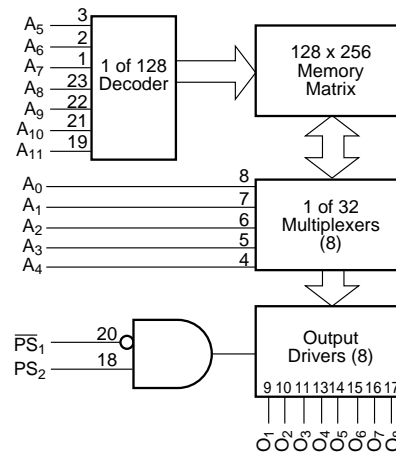 A5 3
A6 2
A7 1
A8 23
A9 22
A10 21
A11 19
1 of 128
Decoder
128 x 256
Memory
Matrix
A0 8
A1 7
A2 6
A3 5
A4 4
1 of 32
Multiplexers
(8)
PS1 20
PS2 18
Output
Drivers (8)
9 10 11 13 14 15 16 17
O1 O2 O3 O4 O5 O6 O7 O8